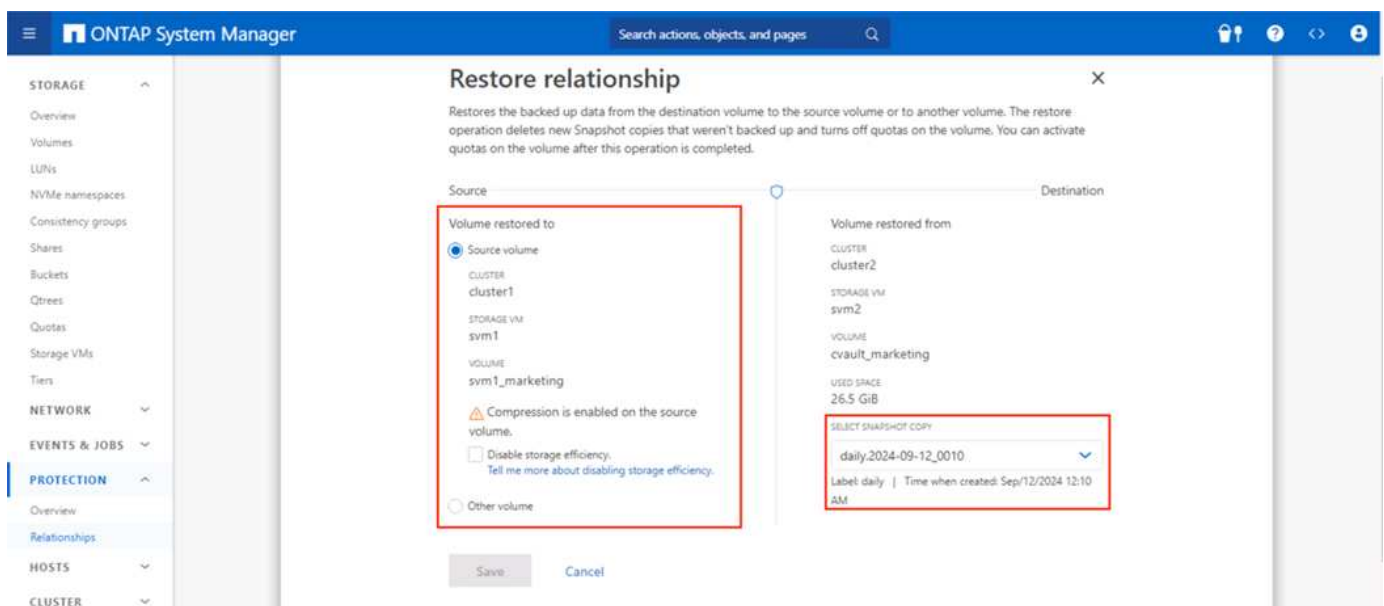 ONTAP System Manager
Search actions, objects, and pages
STORAGE
Overview
Volumes
LUNs
NVMe namespaces
Consistency groups
Shares
Buckets
Qtrees
Quotas
Storage VMs
Tiers
NETWORK
EVENTS & JOBS
PROTECTION
Overview
Relationships
HOSTS
CLUSTER
Restore relationship
Restores the backed up data from the destination volume to the source volume or to another volume. The restore
operation deletes new Snapshot copies that weren't backed up and turns off quotas on the volume. You can activate
quotas on the volume after this operation is completed.
Source
Destination
Volume restored to
Source volume
CLUSTER
cluster1
STORAGE VM
svm1
VOLUME
svm1_marketing
Compression is enabled on the source
volume.
Disable storage efficiency.
Tell me more about disabling storage efficiency.
Other volume
Volume restored from
CLUSTER
cluster2
STORAGE VM
svm2
VOLUME
cvault_marketing
USED SPACE
26.5 GiB
SELECT SNAPSHOT COPY
daily.2024-09-12_0010
Label: daily | Time when created: Sep/12/2024 12:10
AM
Save
Cancel